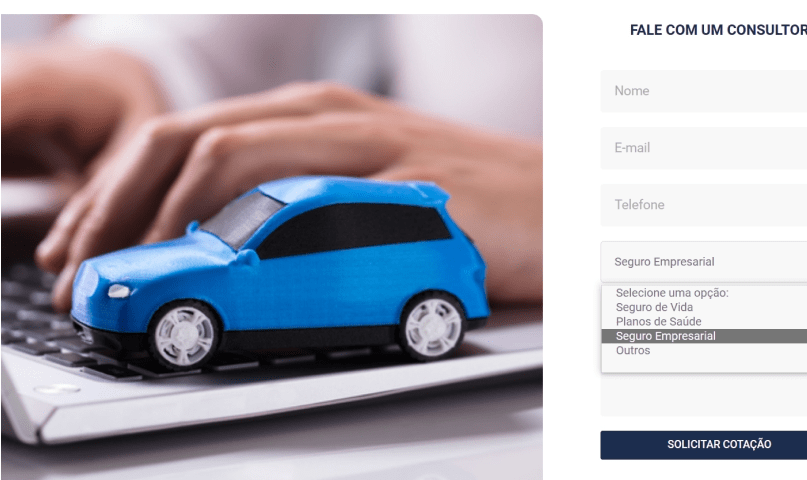 FALE COM UM CONSULTOR
Nome
E-mail
Telefone
Seguro Empresarial
Selecione uma opção:
Seguro de Vida
Planos de Saúde
Seguro Empresarial
Outros
SOLICITAR COTAÇÃO